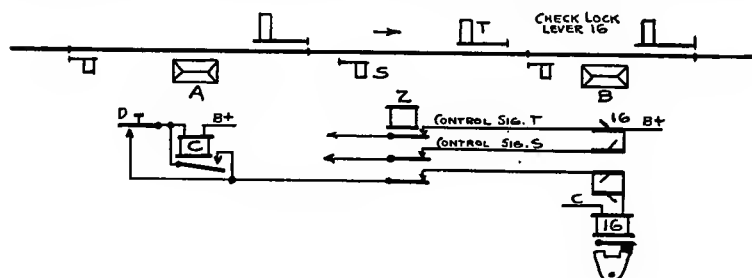 CHECK LOCK
LEVER 16
T
S
A
B
Z
D
B+
C
CONTROL SIG. T
16
B+
CONTROL SIG. S
C
16